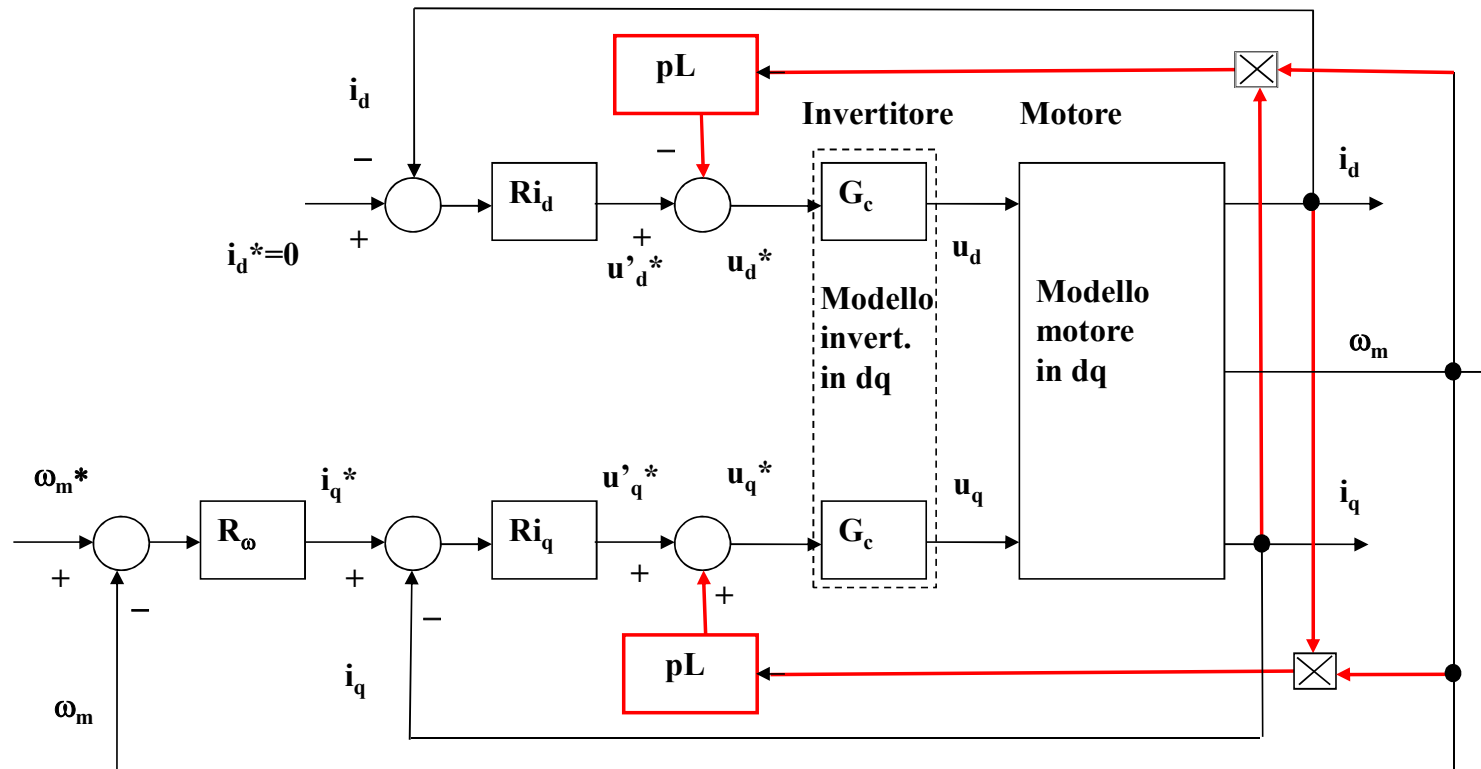 pL
i_d
Invertitore
Motore
−
−
i_d
Ri_d
G_c
+
+
i_d*=0
u’_d*
u_d*
u_d
Modello
invert.
in dq
Modello
motore
in dq
ω_m
ω_m*
i_q*
u’_q*
u_q*
u_q
i_q
R_ω
Ri_q
G_c
+
+
+
+
−
−
pL
i_q
ω_m